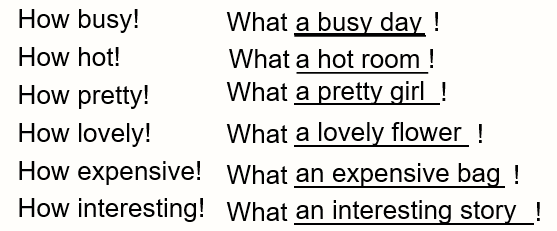 How busy! What a busy day !
How hot! What a hot room !
How pretty! What a pretty girl !
How lovely! What a lovely flower !
How expensive! What an expensive bag !
How interesting! What an interesting story !